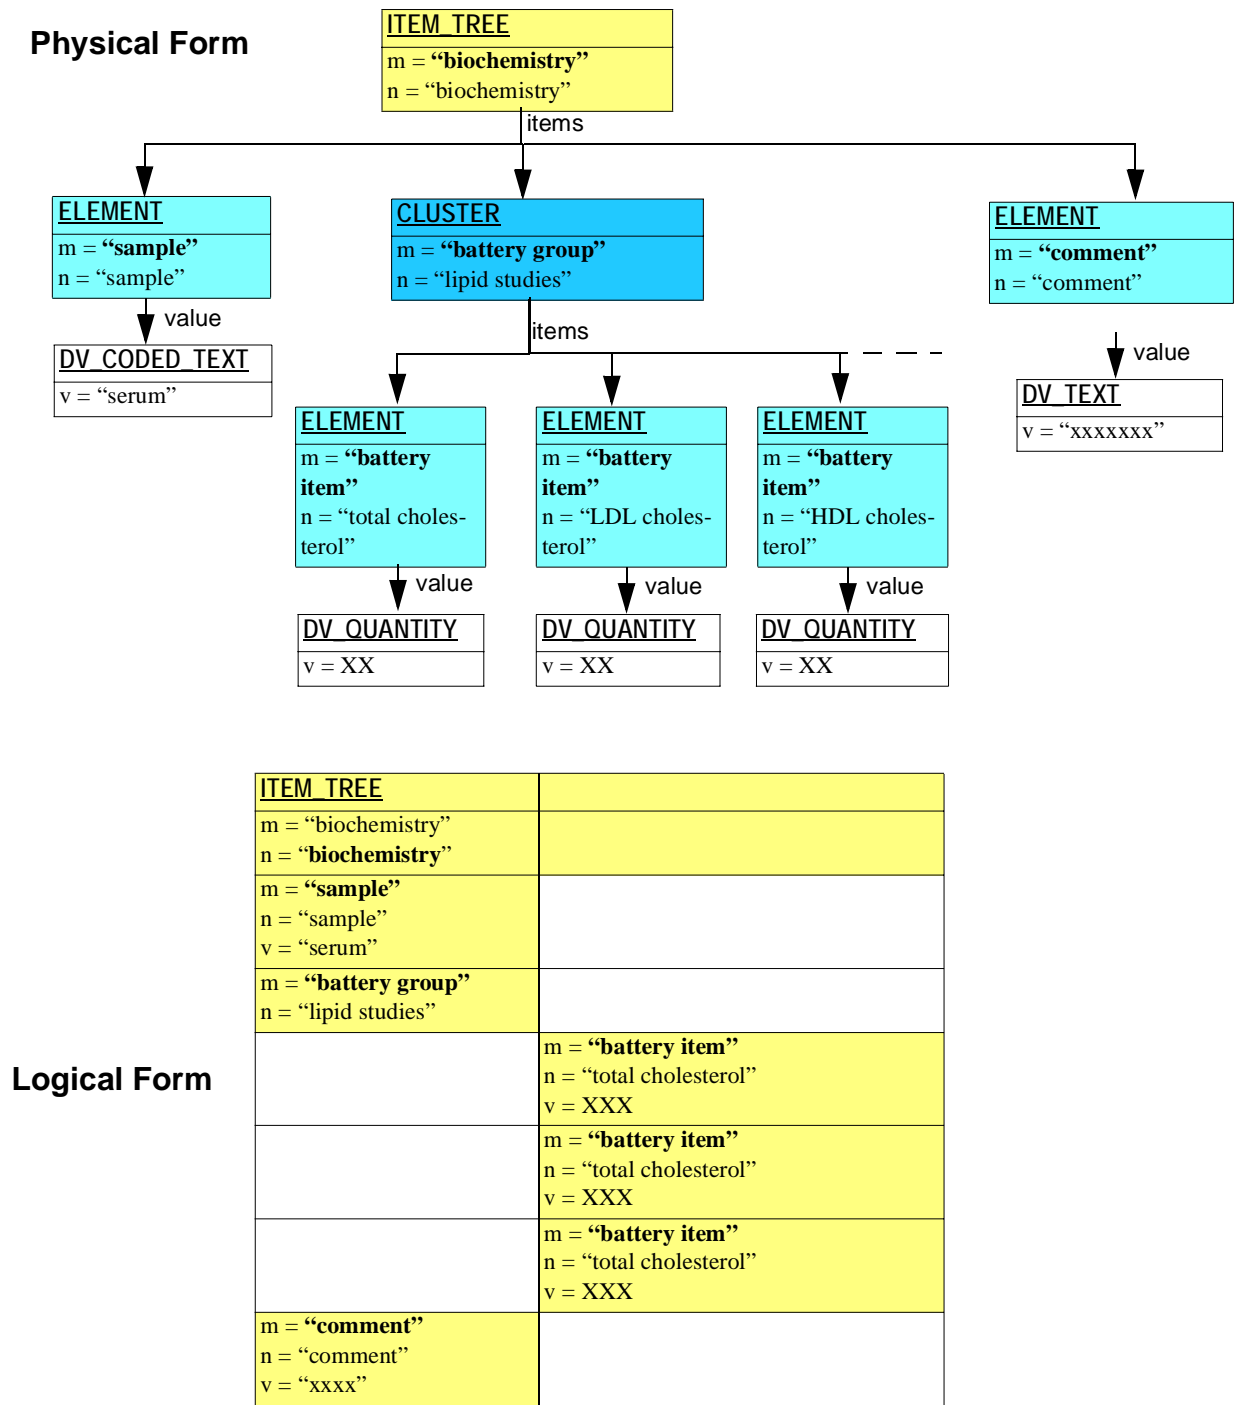 Physical Form
ITEM_TREE
m = “biochemistry”
n = “biochemistry”
items
ELEMENT
m = “sample”
n = “sample”
value
DV_CODED_TEXT
v = “serum”
CLUSTER
m = “battery group”
n = “lipid studies”
items
ELEMENT
m = “comment”
n = “comment”
value
DV_TEXT
v = “xxxxxxx”
ELEMENT
m = “battery
item”
n = “total choles-
terol”
value
DV_QUANTITY
v = XX
ELEMENT
m = “battery
item”
n = “LDL choles-
terol”
value
DV_QUANTITY
v = XX
ELEMENT
m = “battery
item”
n = “HDL choles-
terol”
value
DV_QUANTITY
v = XX
Logical Form
ITEM_TREE
m = “biochemistry”
n = “biochemistry”
m = “sample”
n = “sample”
v = “serum”
m = “battery group”
n = “lipid studies”
m = “battery item”
n = “total cholesterol”
v = XXX
m = “battery item”
n = “total cholesterol”
v = XXX
m = “battery item”
n = “total cholesterol”
v = XXX
m = “comment”
n = “comment”
v = “xxxx”